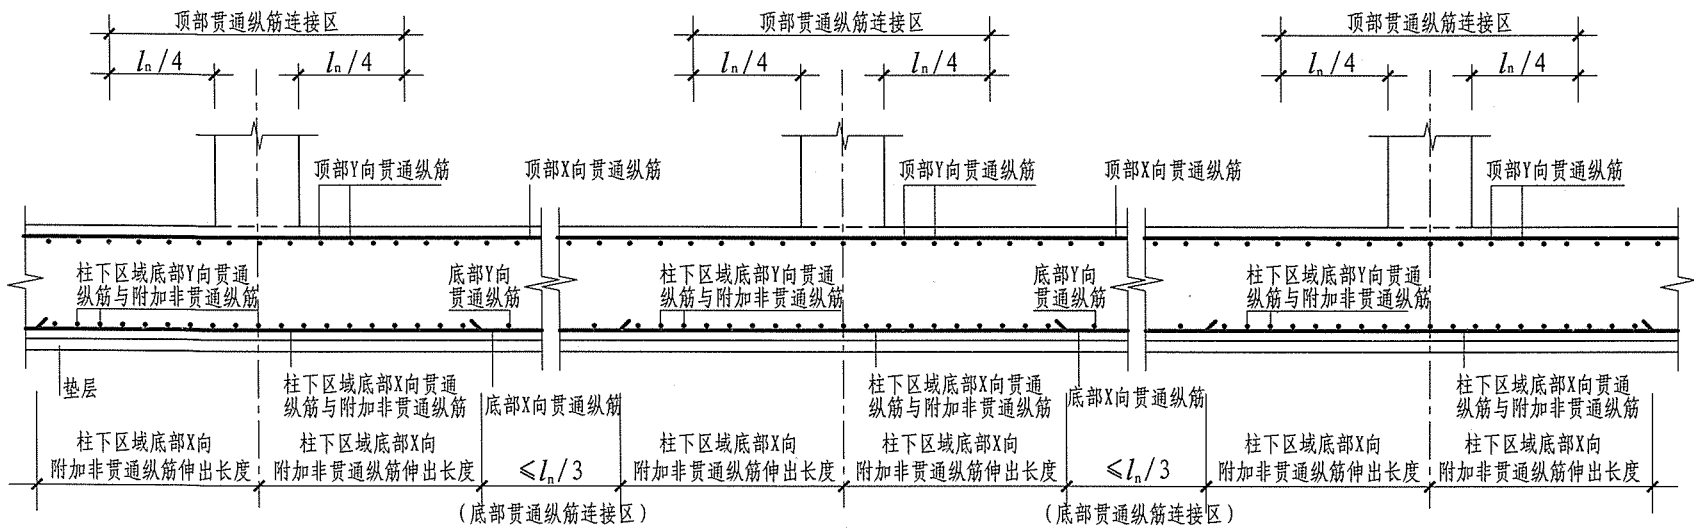 顶部贯通纵筋连接区 顶部贯通纵筋连接区 顶部贯通纵筋连接区
ln/4 ln/4 ln/4 ln/4 ln/4 ln/4
顶部Y向贯通纵筋 顶部X向贯通纵筋 顶部Y向贯通纵筋 顶部X向贯通纵筋 顶部Y向贯通纵筋
柱下区域底部Y向贯通
纵筋与附加非贯通纵筋
底部Y向
贯通纵筋
柱下区域底部Y向贯通
纵筋与附加非贯通纵筋
底部Y向
贯通纵筋
柱下区域底部Y向贯通
纵筋与附加非贯通纵筋
垫层
柱下区域底部X向贯通
纵筋与附加非贯通纵筋
底部X向贯通纵筋
柱下区域底部X向贯通
纵筋与附加非贯通纵筋
底部X向贯通纵筋
柱下区域底部X向贯通
纵筋与附加非贯通纵筋
柱下区域底部X向
附加非贯通纵筋伸出长度
柱下区域底部X向
附加非贯通纵筋伸出长度
≤ln/3
(底部贯通纵筋连接区)
柱下区域底部X向
附加非贯通纵筋伸出长度
柱下区域底部X向
附加非贯通纵筋伸出长度
≤ln/3
(底部贯通纵筋连接区)
柱下区域底部X向
附加非贯通纵筋伸出长度
柱下区域底部X向
附加非贯通纵筋伸出长度